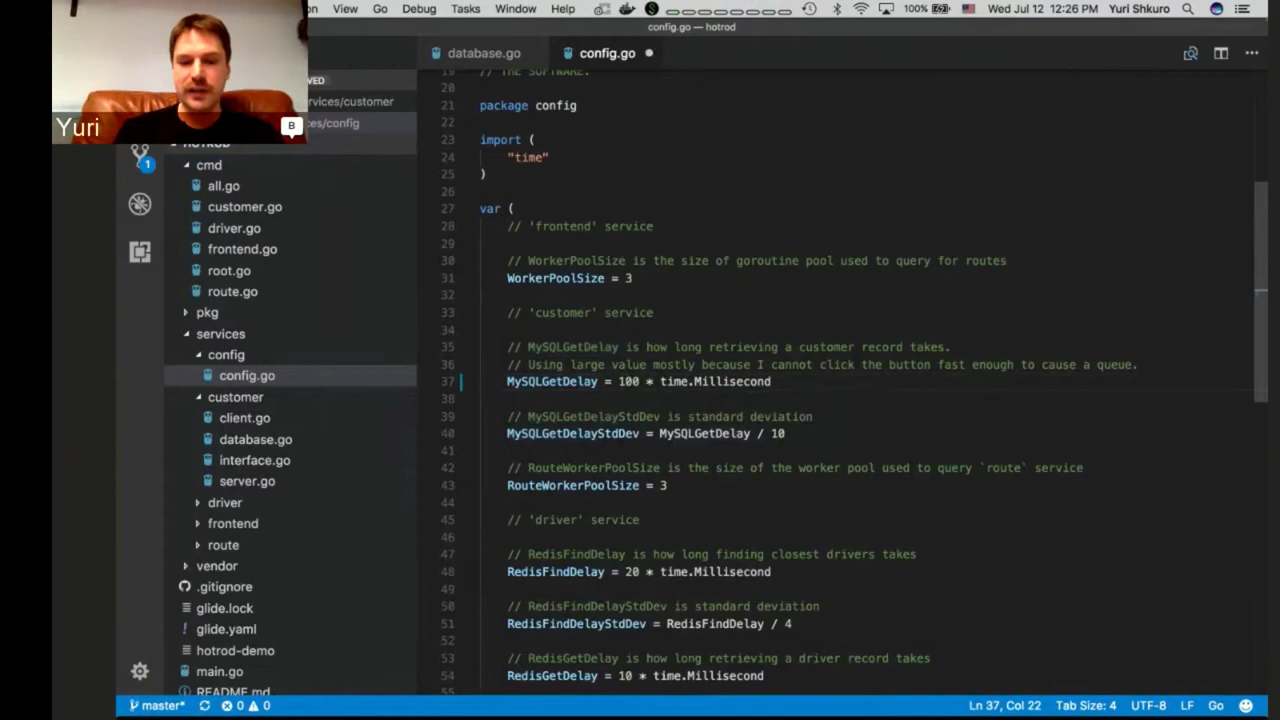 on View Go Debug Tasks Window Help 100% Wed Jul 12 12:26 PM Yuri Shkuro
config.go — hotrod
database.go config.go
VED
rvices/customer
ces/config
Yuri B
HOTROD
1
cmd
all.go
customer.go
driver.go
frontend.go
root.go
route.go
pkg
services
config
config.go
customer
client.go
database.go
interface.go
server.go
driver
frontend
route
vendor
.gitignore
glide.lock
! glide.yaml
hotrod-demo
main.go
README.md
19 // THE SOFTWARE.
20
21 package config
22
23 import (
24 "time"
25 )
26
27 var (
28 // 'frontend' service
29
30 // WorkerPoolSize is the size of goroutine pool used to query for routes
31 WorkerPoolSize = 3
32
33 // 'customer' service
34
35 // MySQLGetDelay is how long retrieving a customer record takes.
36 // Using large value mostly because I cannot click the button fast enough to cause a queue.
37 MySQLGetDelay = 100 * time.Millisecond
38
39 // MySQLGetDelayStdDev is standard deviation
40 MySQLGetDelayStdDev = MySQLGetDelay / 10
41
42 // RouteWorkerPoolSize is the size of the worker pool used to query `route` service
43 RouteWorkerPoolSize = 3
44
45 // 'driver' service
46
47 // RedisFindDelay is how long finding closest drivers takes
48 RedisFindDelay = 20 * time.Millisecond
49
50 // RedisFindDelayStdDev is standard deviation
51 RedisFindDelayStdDev = RedisFindDelay / 4
52
53 // RedisGetDelay is how long retrieving a driver record takes
54 RedisGetDelay = 10 * time.Millisecond
55
master* 0 0 Ln 37, Col 22 Tab Size: 4 UTF-8 LF Go